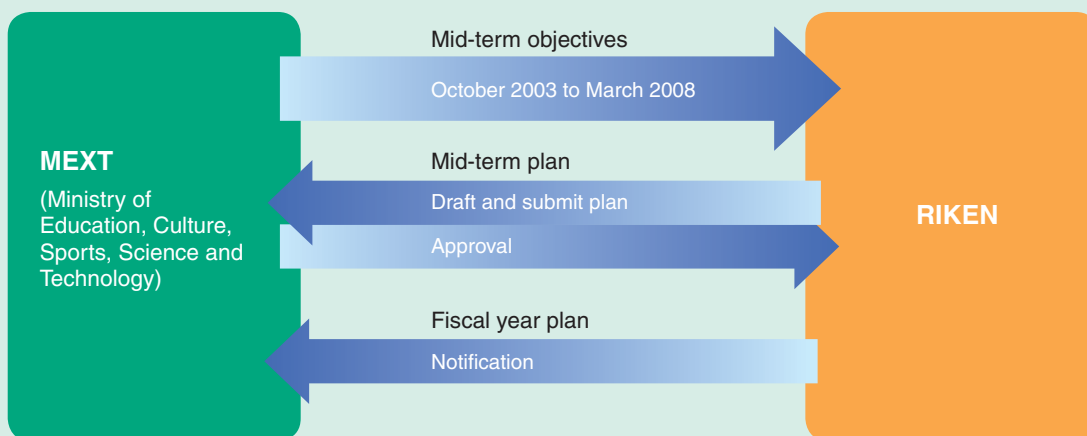 Mid-term objectives
October 2003 to March 2008
MEXT
(Ministry of
Education, Culture,
Sports, Science and
Technology)
Mid-term plan
Draft and submit plan
Approval
RIKEN
Fiscal year plan
Notification